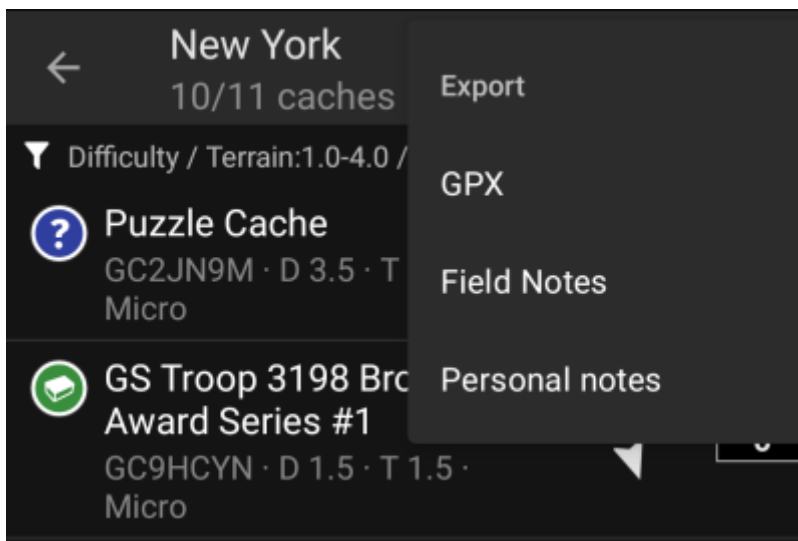 New York
10/11 caches
Difficulty / Terrain:1.0-4.0 /
Puzzle Cache
GC2JN9M · D 3.5 · T
Micro
GS Troop 3198
Award Series #1
GC9HCYN · D 1.5 · T 1.5 ·
Micro
Export
GPX
Field Notes
Personal notes